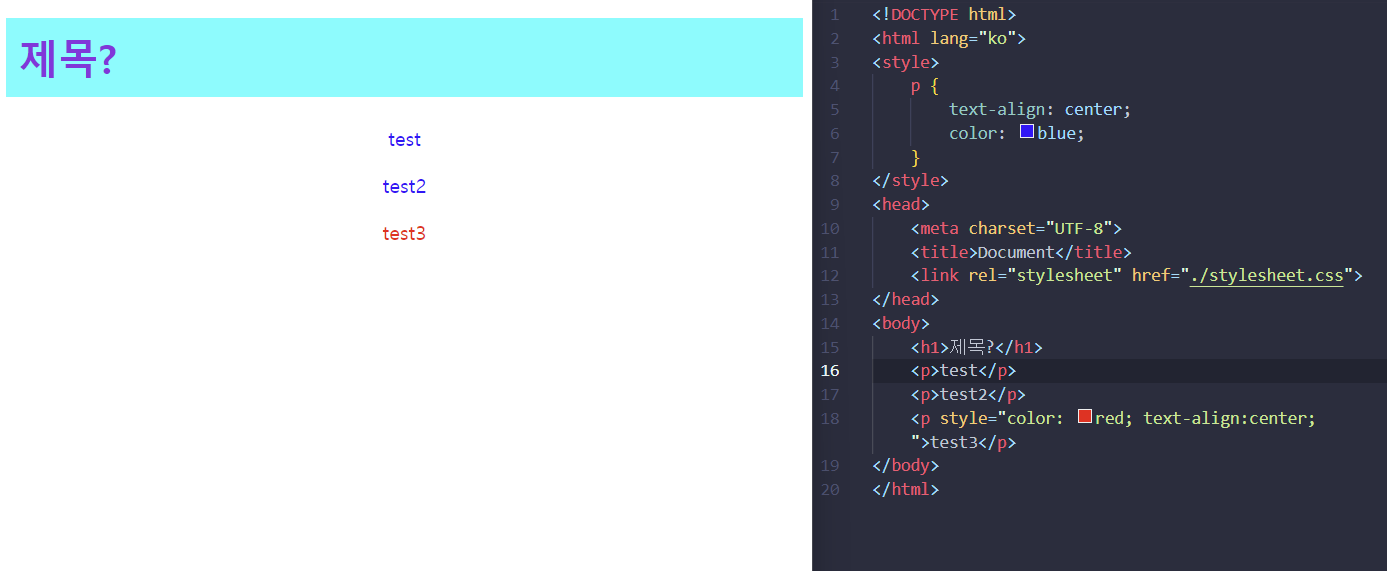 제목?
test
test2
test3
1 <!DOCTYPE html>
2 <html lang="ko">
3 <style>
4 p {
5 text-align: center;
6 color: blue;
7 }
8 </style>
9 <head>
10 <meta charset="UTF-8">
11 <title>Document</title>
12 <link rel="stylesheet" href="./stylesheet.css">
13 </head>
14 <body>
15 <h1>제목?</h1>
16 <p>test</p>
17 <p>test2</p>
18 <p style="color: red; text-align:center;
">test3</p>
19 </body>
20 </html>